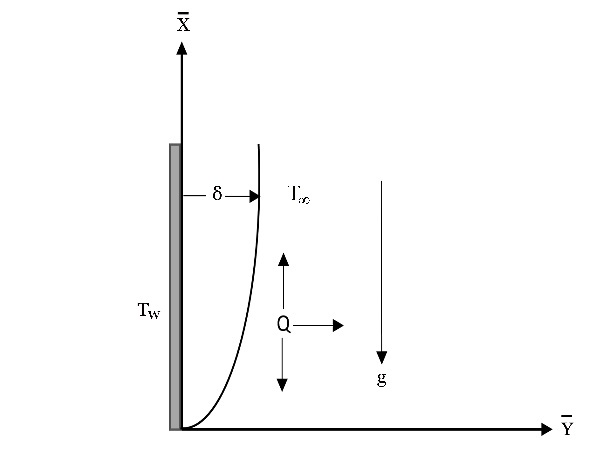 X̅
δ
T∞
Tw
Q
g
Y̅